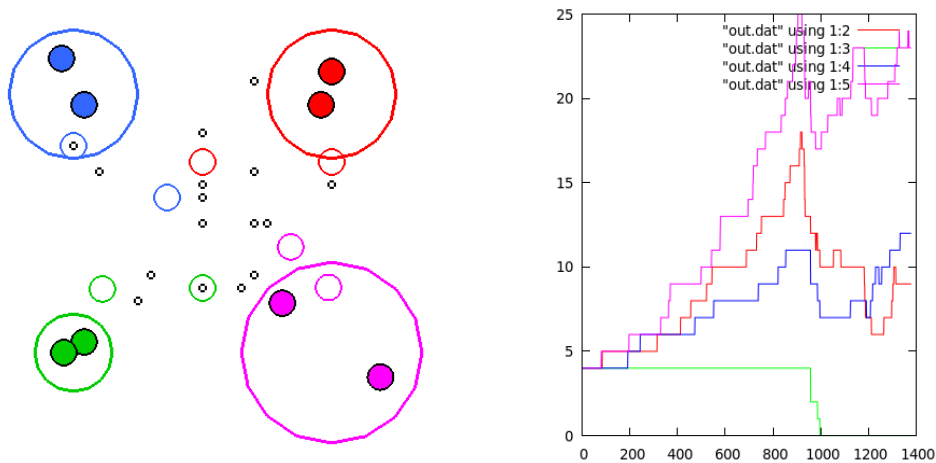 25
20
15
10
5
0
"out.dat" using 1:2
"out.dat" using 1:3
"out.dat" using 1:4
"out.dat" using 1:5
0 200 400 600 800 1000 1200 1400